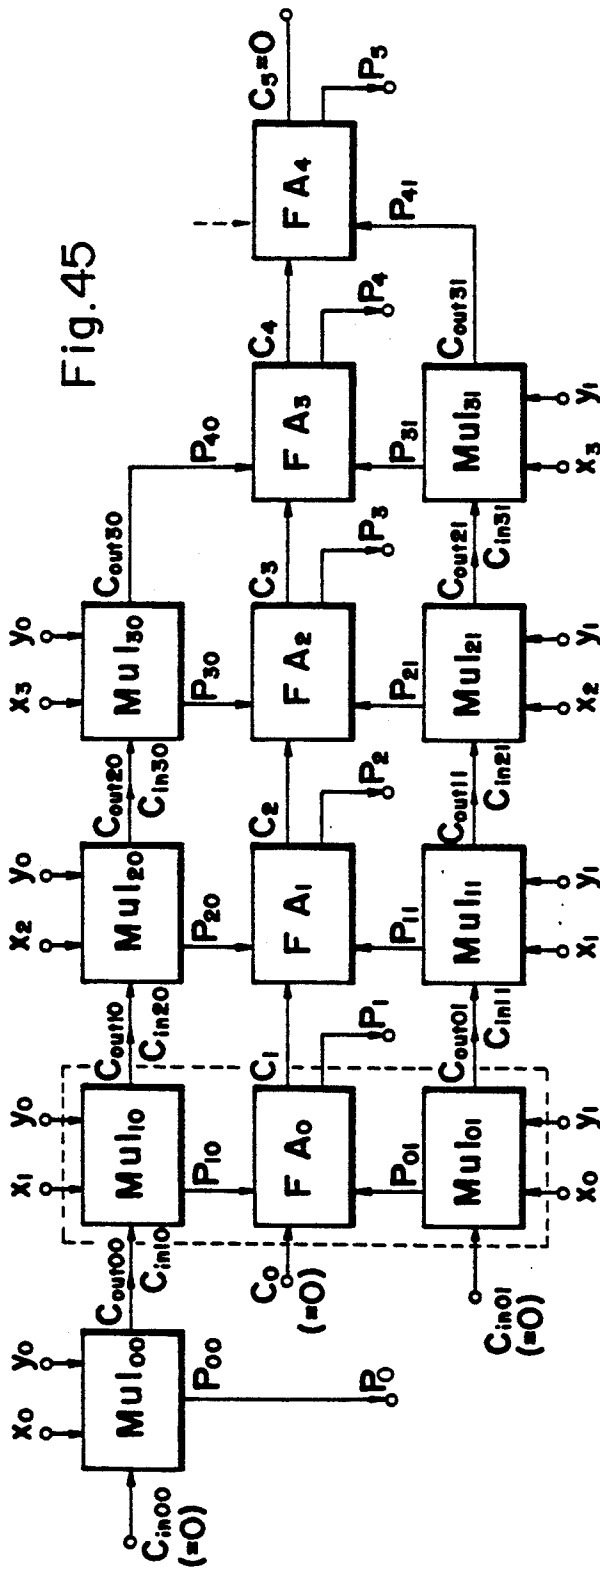 Fig.45
x0 y0 x1 y0 x2 y0 x3 y0
Cin00
(=0)
Mul00
Cout00
Cin10
Mul10
Cout10
Cin20
Mul20
Cout20
Cin30
Mul30
Cout30
P00 P10 P20 P30 P40
C0
(=0)
FA0
C1
FA1
C2
FA2
C3
FA3
C4
FA4
C5=0
P0 P1 P2 P3 P4 P5
P01 P11 P21 P31 P41
Cin01
(=0)
Mul01
Cout01
Cin11
Mul11
Cout11
Cin21
Mul21
Cout21
Cin31
Mul31
Cout31
x0 y1 x1 y1 x2 y1 x3 y1